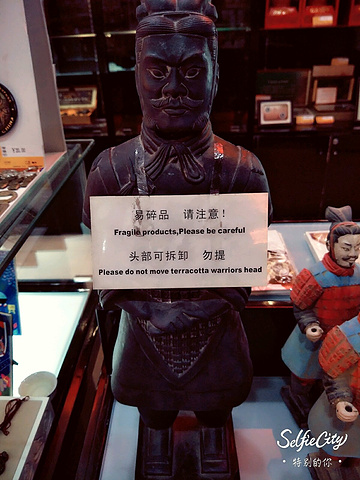 易碎品 请注意！
Fragile products,Please be careful
头部可拆卸 勿提
Please do not move terracotta warriors head
SelfieCity
·特别的你·